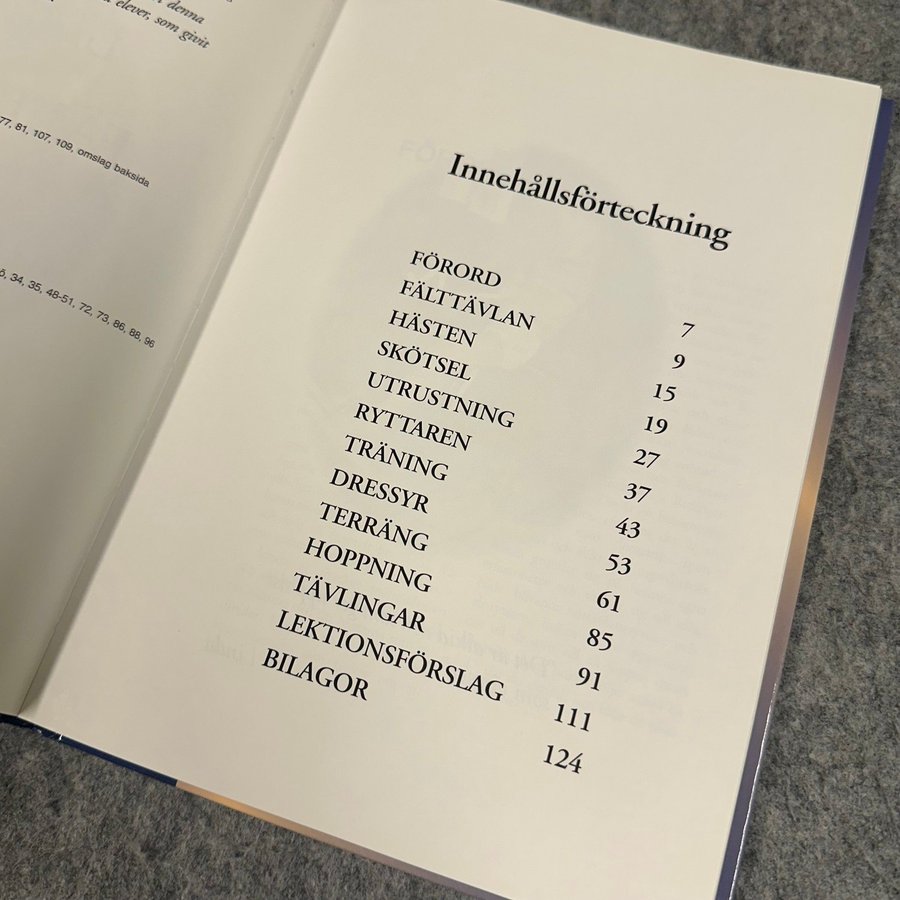 denna
elever, som givit
77, 81, 107, 109, omslag baksida
34, 35, 48-51, 72, 73, 86, 88, 96
Innehållsförteckning
FÖRORD 7
FÄLTTÄVLAN 9
HÄSTEN 15
SKÖTSEL 19
UTRUSTNING 27
RYTTAREN 37
TRÄNING 43
DRESSYR 53
TERRÄNG 61
HOPPNING 85
TÄVLINGAR 91
LEKTIONSFÖRSLAG 111
BILAGOR 124